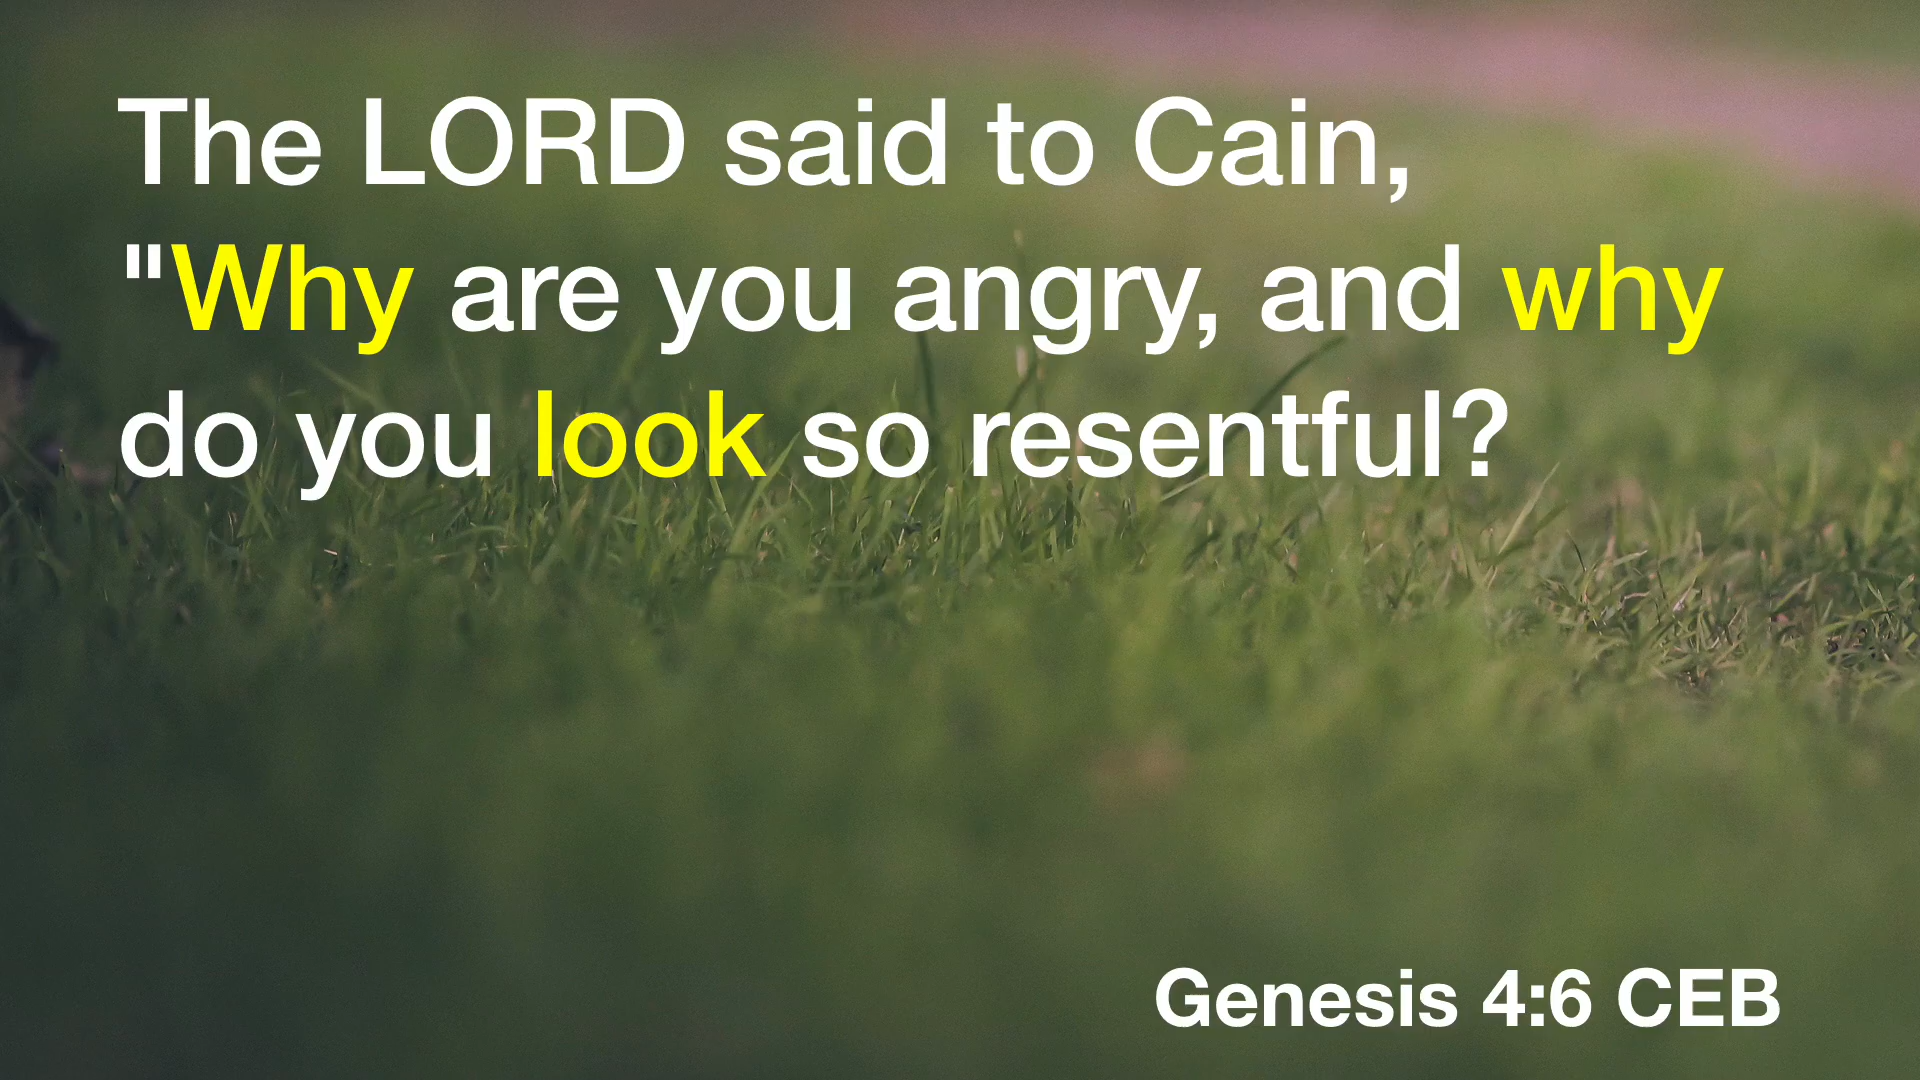 The LORD said to Cain,
"Why are you angry, and why
do you look so resentful?
Genesis 4:6 CEB